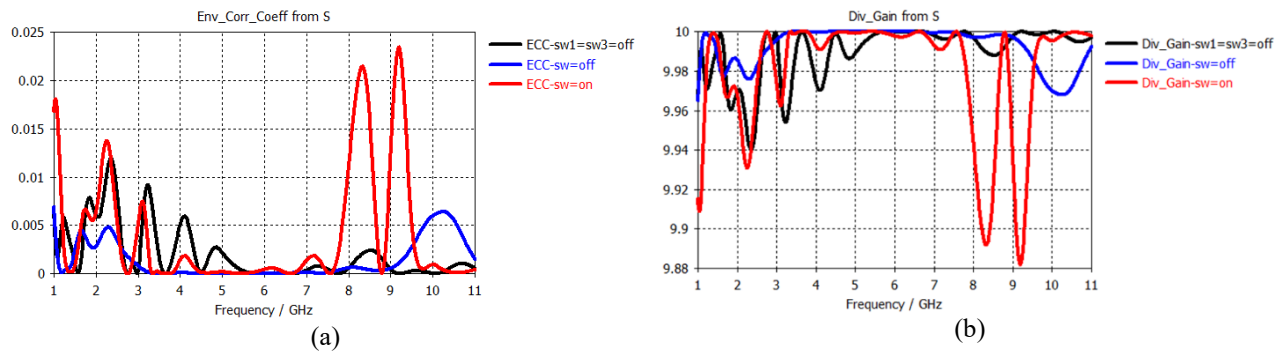 Env_Corr_Coeff from S
0.025
0.02
0.015
0.01
0.005
0
1 2 3 4 5 6 7 8 9 10 11
Frequency / GHz
ECC-sw1=sw3=off
ECC-sw=off
ECC-sw=on
(a)
Div_Gain from S
10
9.98
9.96
9.94
9.92
9.9
9.88
1 2 3 4 5 6 7 8 9 10 11
Frequency / GHz
Div_Gain-sw1=sw3=off
Div_Gain-sw=off
Div_Gain-sw=on
(b)